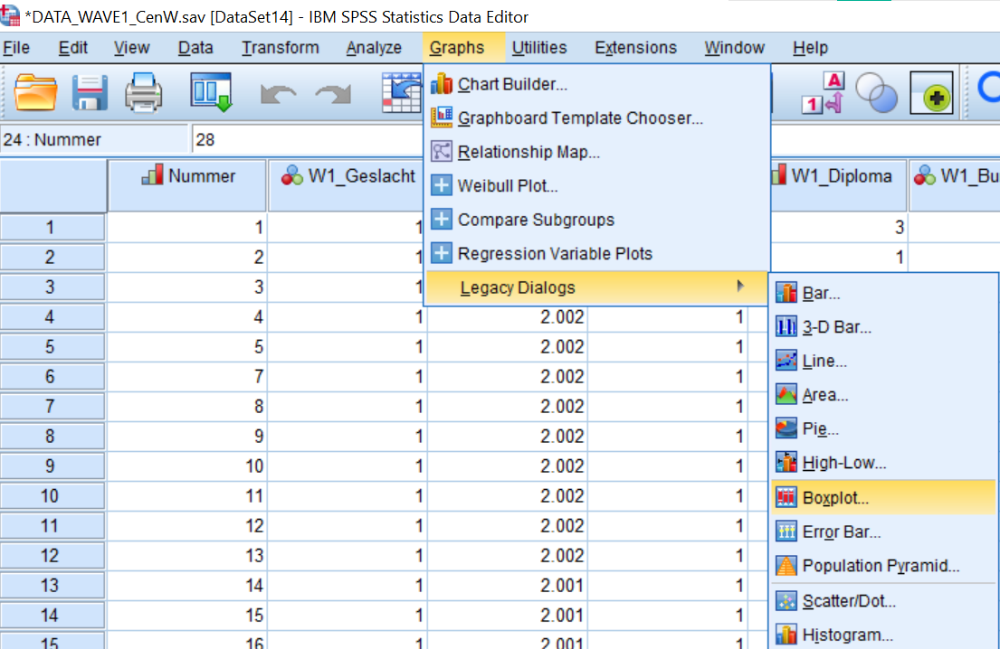 *DATA_WAVE1_CenW.sav [DataSet14] - IBM SPSS Statistics Data Editor
File Edit View Data Transform Analyze Graphs Utilities Extensions Window Help
Chart Builder...
Graphboard Template Chooser...
Relationship Map...
Weibull Plot...
Compare Subgroups
Regression Variable Plots
Legacy Dialogs
Bar...
3-D Bar...
Line...
Area...
Pie...
High-Low...
Boxplot...
Error Bar...
Population Pyramid...
Scatter/Dot...
Histogram...
A
1
24 : Nummer 28
Nummer W1_Geslacht W1_Diploma W1_Bu
1 1 1 3
2 2 1 1
3 3 1
4 4 1 2.002 1
5 5 1 2.002 1
6 7 1 2.002 1
7 8 1 2.002 1
8 9 1 2.002 1
9 10 1 2.002 1
10 11 1 2.002 1
11 12 1 2.002 1
12 13 1 2.002 1
13 14 1 2.001 1
14 15 1 2.001 1
15 16 1 2.001 1